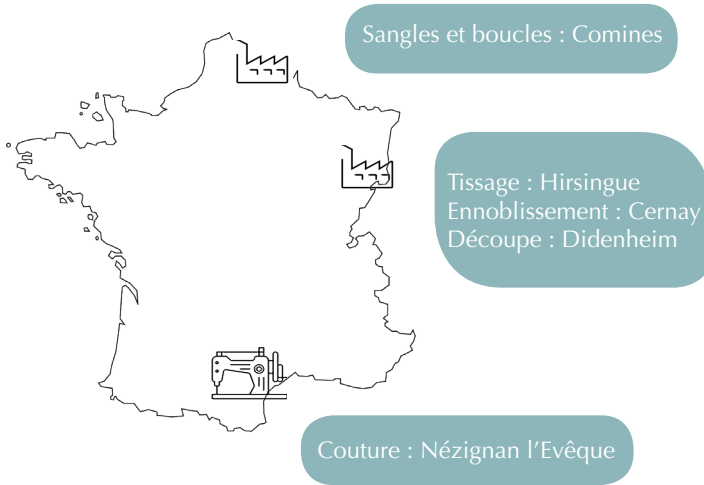 Sangles et boucles : Comines
Tissage : Hirsingue
Ennoblissement : Cernay
Découpe : Didenheim
Couture : Nézignan l’Evêque